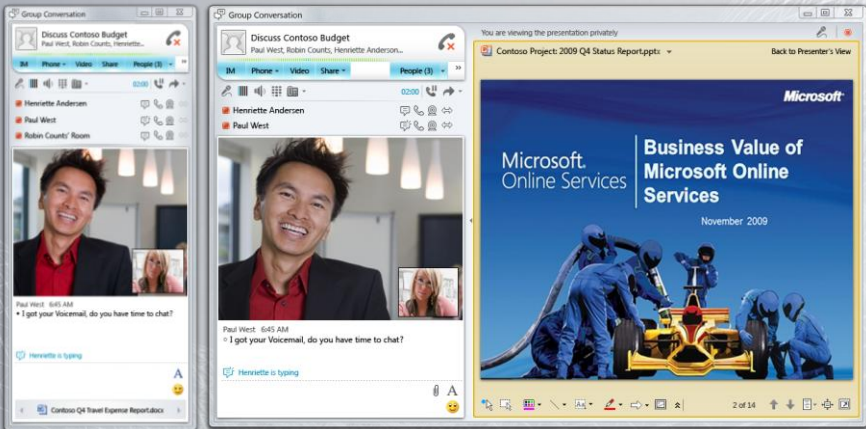 Group Conversation
Discuss Contoso Budget
Paul West, Robin Counts, Henriette...
IM Phone Video Share People (3) »
02:00
Henriette Andersen
Paul West
Robin Counts' Room
Paul West 6:45 AM
I got your Voicemail, do you have time to chat?
Henriette is typing
A
Contoso Q4 Travel Expense Report.docx
Group Conversation
Discuss Contoso Budget
Paul West, Robin Counts, Henriette Anderson...
IM Phone Video Share People (3) »
02:00
Henriette Andersen
Paul West
Paul West 6:45 AM
I got your Voicemail, do you have time to chat?
Henriette is typing
A
You are viewing the presentation privately
Contoso Project: 2009 Q4 Status Report.pptx Back to Presenter's View
Microsoft
Microsoft
Online Services
Business Value of
Microsoft Online
Services
November 2009
Aa
2 of 14